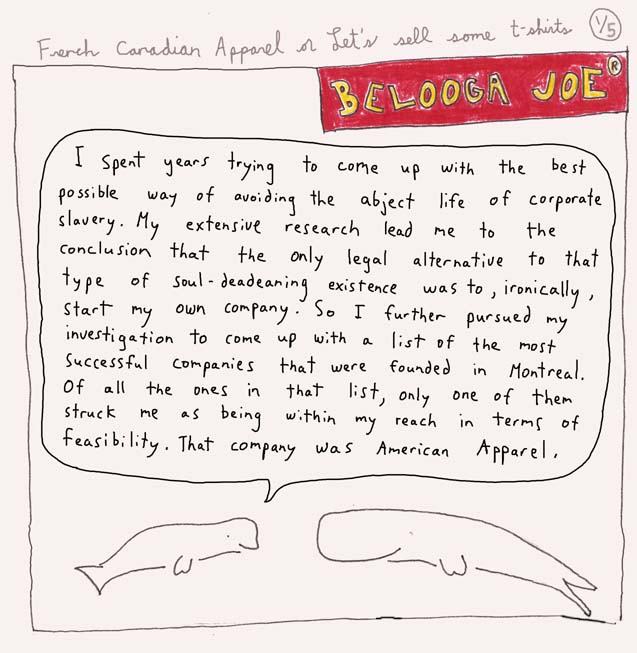 French Canadian Apparel or Let's sell some t-shirts 1/5
BELOOGA JOE®
I spent years trying to come up with the best
possible way of avoiding the abject life of corporate
slavery. My extensive research lead me to the
conclusion that the only legal alternative to that
type of soul-deadeaning existence was to, ironically,
start my own company. So I further pursued my
investigation to come up with a list of the most
successful companies that were founded in Montreal.
Of all the ones in that list, only one of them
struck me as being within my reach in terms of
feasibility. That company was American Apparel.